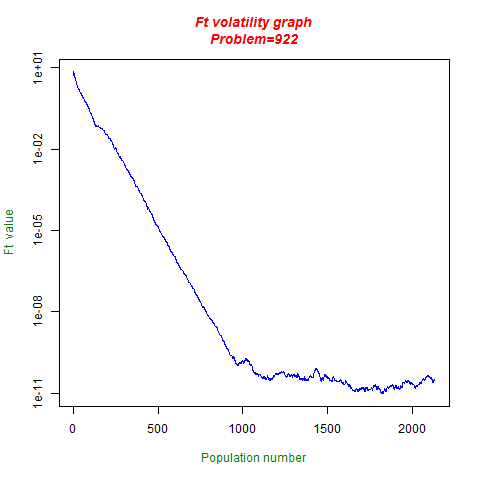 Ft volatility graph
Problem=922
1e+01
1e-02
1e-05
1e-08
1e-11
Ft value
0
500
1000
1500
2000
Population number